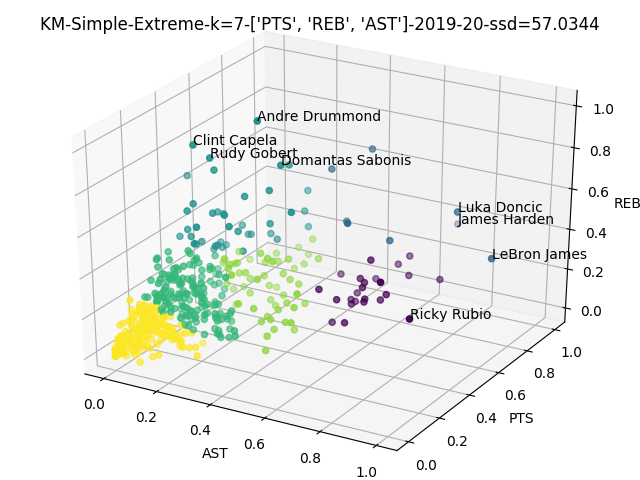 KM-Simple-Extreme-k=7-['PTS', 'REB', 'AST']-2019-20-ssd=57.0344
Andre Drummond
Clint Capela
Rudy Gobert
Domantas Sabonis
Luka Doncic
James Harden
LeBron James
Ricky Rubio
REB
1.0
0.8
0.6
0.4
0.2
0.0
PTS
1.0
0.8
0.6
0.4
0.2
0.0
AST
0.0
0.2
0.4
0.6
0.8
1.0